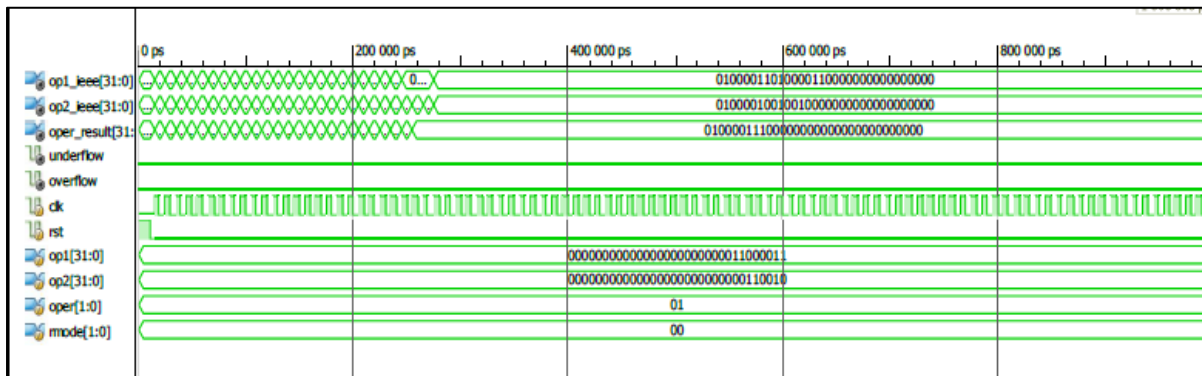 0 ps 200 000 ps 400 000 ps 600 000 ps 800 000 ps
op1_ieee[31:0] 0... 01000011010000110000000000000000
op2_ieee[31:0] 01000010010010000000000000000000
oper_result[31: 01000011100000000000000000000000
underflow
overflow
clk
rst
op1[31:0] 00000000000000000000000011000011
op2[31:0] 00000000000000000000000000110010
oper[1:0] 01
rmode[1:0] 00